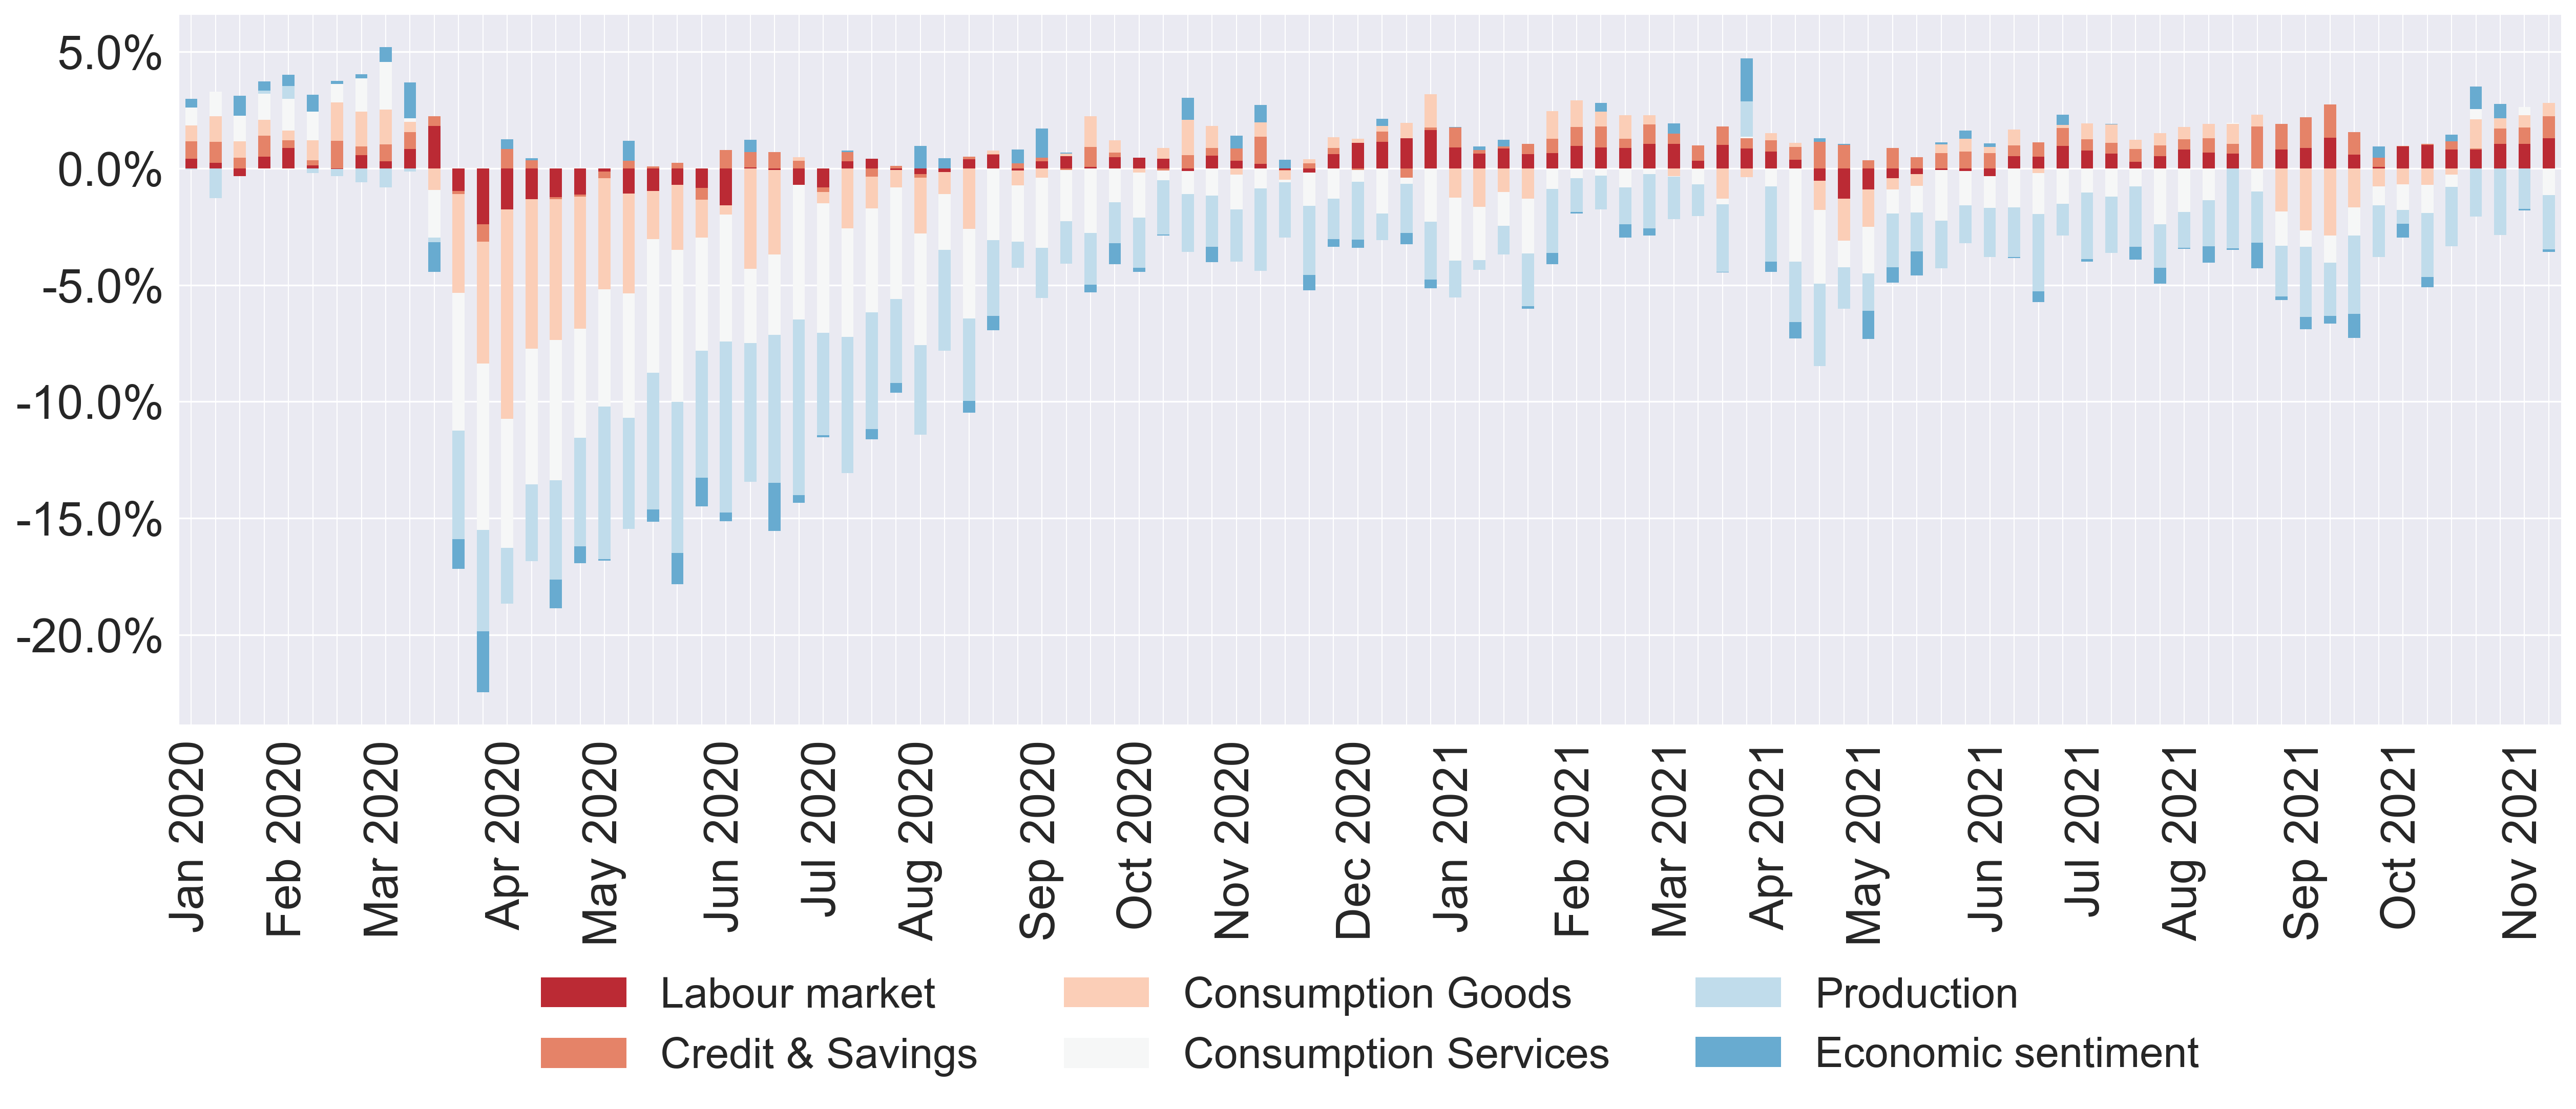 5.0%
0.0%
-5.0%
-10.0%
-15.0%
-20.0%
Jan 2020
Feb 2020
Mar 2020
Apr 2020
May 2020
Jun 2020
Jul 2020
Aug 2020
Sep 2020
Oct 2020
Nov 2020
Dec 2020
Jan 2021
Feb 2021
Mar 2021
Apr 2021
May 2021
Jun 2021
Jul 2021
Aug 2021
Sep 2021
Oct 2021
Nov 2021
Labour market
Consumption Goods
Production
Credit & Savings
Consumption Services
Economic sentiment